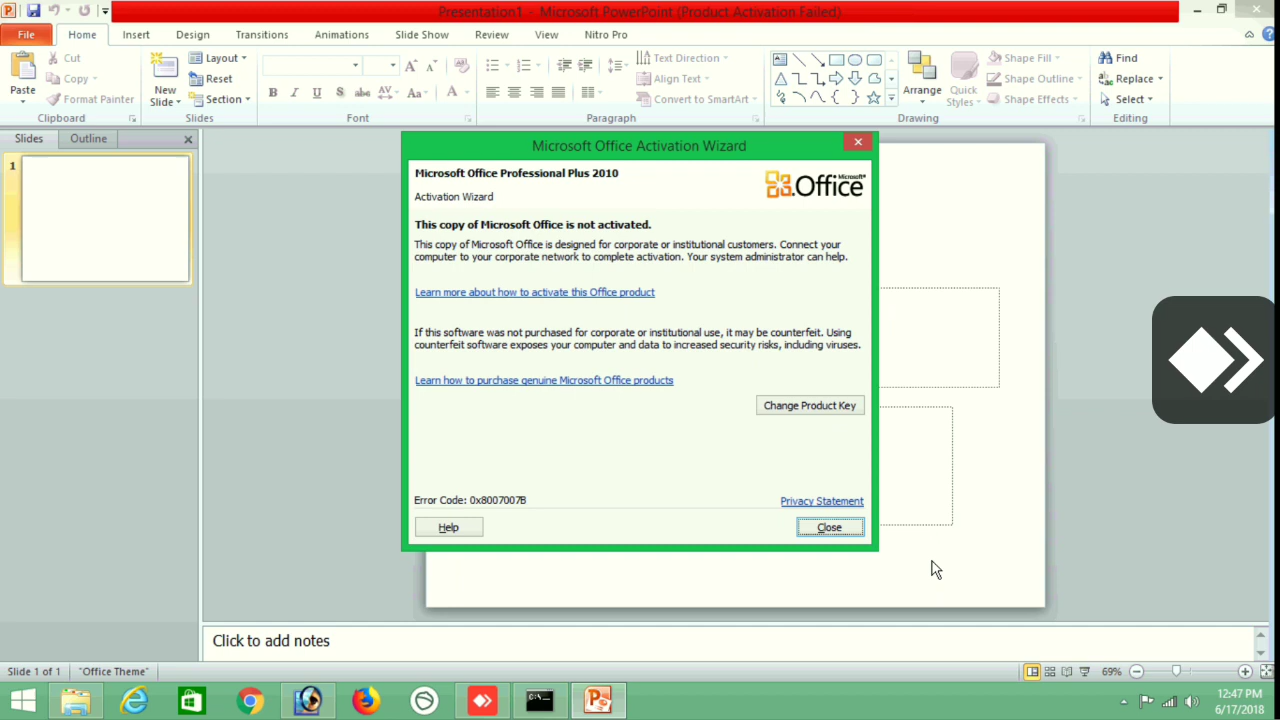 Presentation1 - Microsoft PowerPoint (Product Activation Failed)
File Home Insert Design Transitions Animations Slide Show Review View Nitro Pro
Paste
Cut
Copy
Format Painter
Clipboard
New
Slide
Layout
Reset
Section
Slides
B I U S abc AV Aa A
Font
Text Direction
Align Text
Convert to SmartArt
Paragraph
Arrange
Quick
Styles
Shape Fill
Shape Outline
Shape Effects
Drawing
Find
Replace
Select
Editing
Slides Outline
1
Microsoft Office Activation Wizard
Microsoft Office Professional Plus 2010
Activation Wizard
Microsoft®
Office
This copy of Microsoft Office is not activated.
This copy of Microsoft Office is designed for corporate or institutional customers. Connect your
computer to your corporate network to complete activation. Your system administrator can help.
Learn more about how to activate this Office product
If this software was not purchased for corporate or institutional use, it may be counterfeit. Using
counterfeit software exposes your computer and data to increased security risks, including viruses.
Learn how to purchase genuine Microsoft Office products
Change Product Key
Error Code: 0x8007007B
Privacy Statement
Help
Close
Click to add notes
Slide 1 of 1 "Office Theme" 69%
12:47 PM
6/17/2018